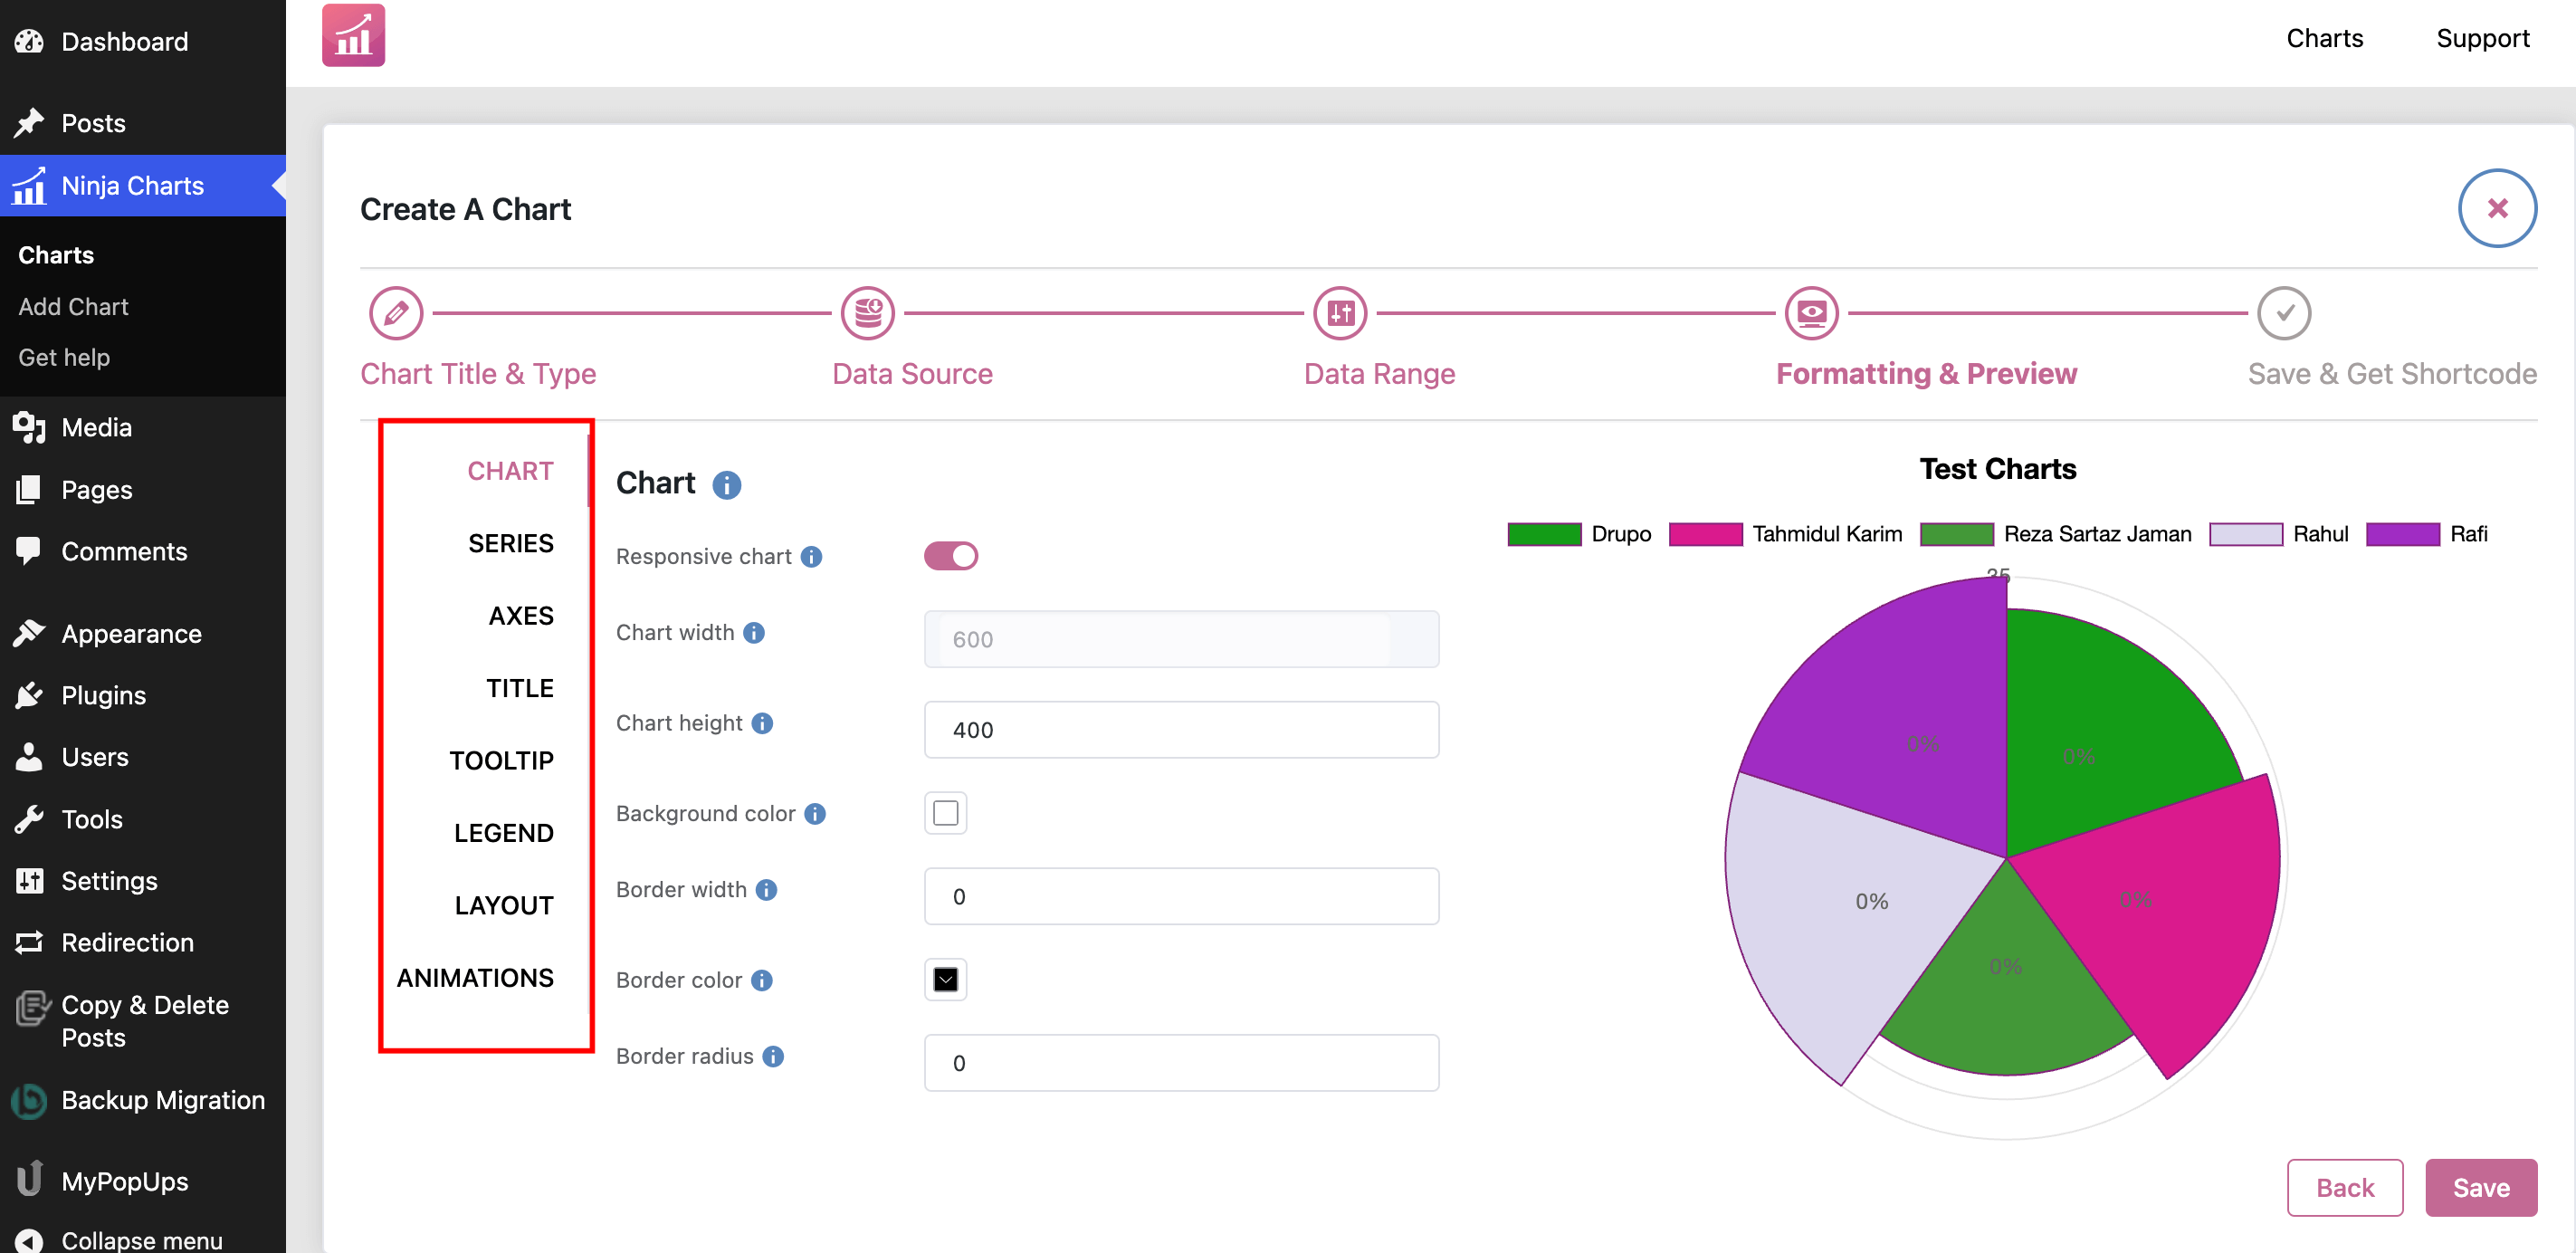 Dashboard
Posts
Ninja Charts
Charts
Add Chart
Get help
Media
Pages
Comments
Appearance
Plugins
Users
Tools
Settings
Redirection
Copy & Delete
Posts
Backup Migration
MyPopUps
Collapse menu
Charts
Support
Create A Chart
Chart Title & Type
Data Source
Data Range
Formatting & Preview
Save & Get Shortcode
CHART
SERIES
AXES
TITLE
TOOLTIP
LEGEND
LAYOUT
ANIMATIONS
Chart
Responsive chart
Chart width
600
Chart height
400
Background color
Border width
0
Border color
Border radius
0
Test Charts
Drupo Tahmidul Karim Reza Sartaz Jaman Rahul Rafi
35
0%
0%
0%
0%
0%
Back
Save